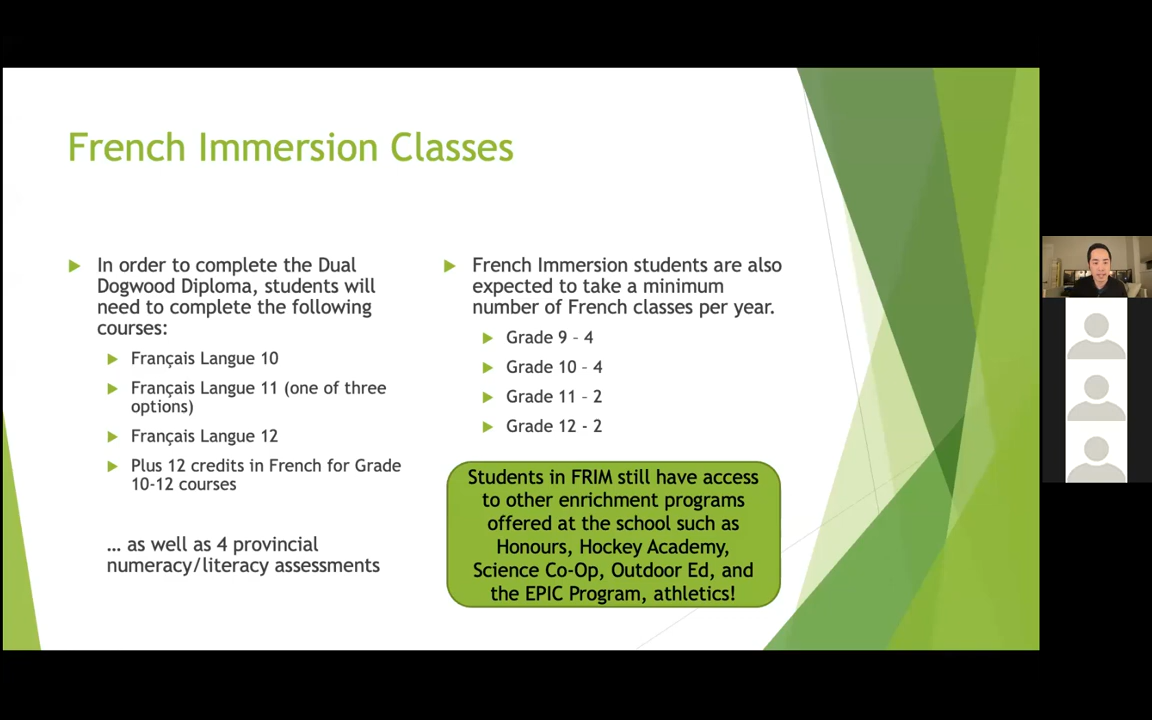 French Immersion Classes
In order to complete the Dual
Dogwood Diploma, students will
need to complete the following
courses:
Français Langue 10
Français Langue 11 (one of three
options)
Français Langue 12
Plus 12 credits in French for Grade
10-12 courses
… as well as 4 provincial
numeracy/literacy assessments
French Immersion students are also
expected to take a minimum
number of French classes per year.
Grade 9 – 4
Grade 10 – 4
Grade 11 – 2
Grade 12 - 2
Students in FRIM still have access
to other enrichment programs
offered at the school such as
Honours, Hockey Academy,
Science Co-Op, Outdoor Ed, and
the EPIC Program, athletics!